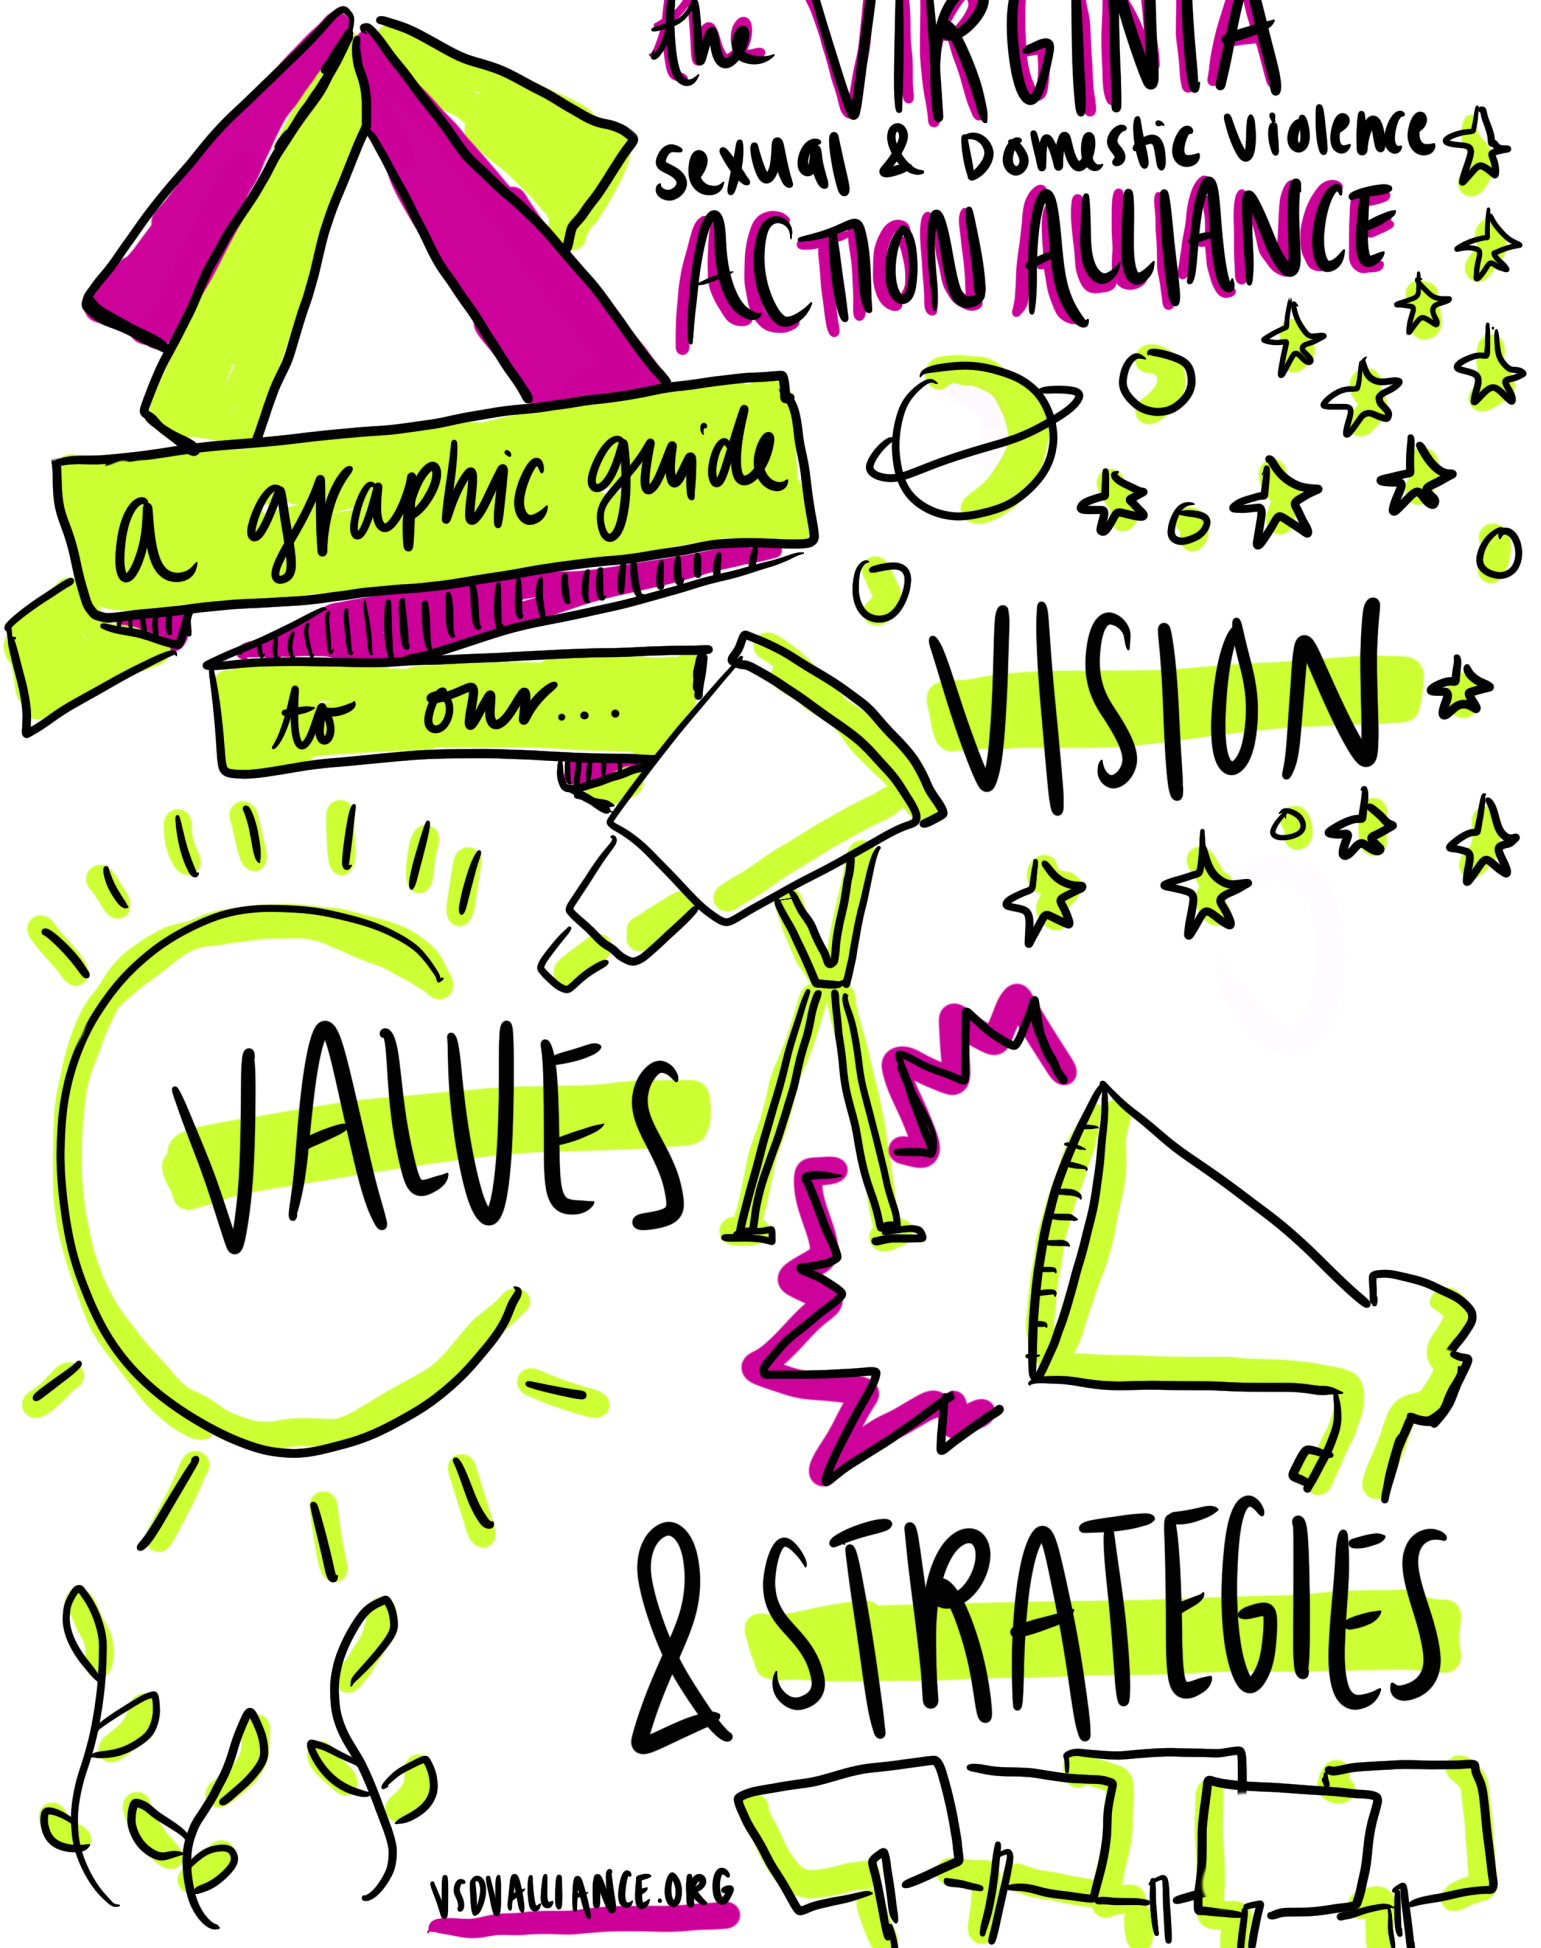 the VIRGINIA
sexual & Domestic Violence
ACTION ALLIANCE
a graphic guide
to our...
VISION
VALUES
& STRATEGIES
VSDVALLIANCE.ORG